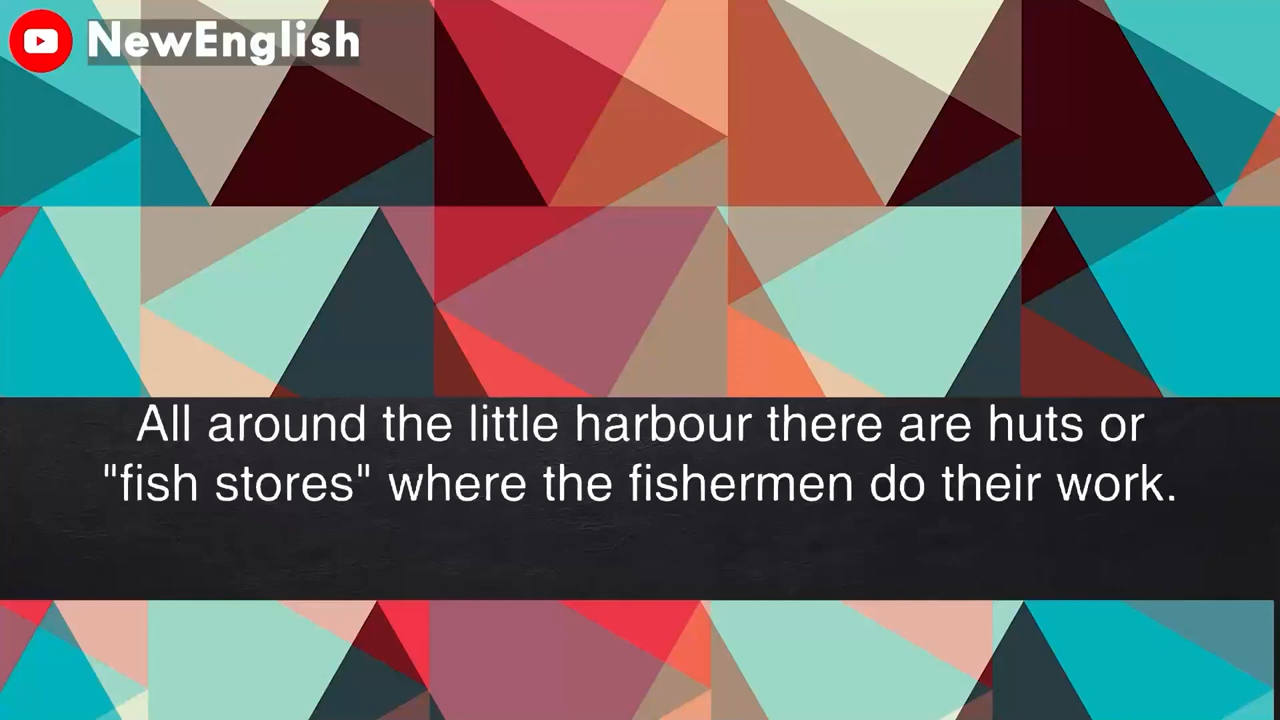 NewEnglish
All around the little harbour there are huts or
"fish stores" where the fishermen do their work.